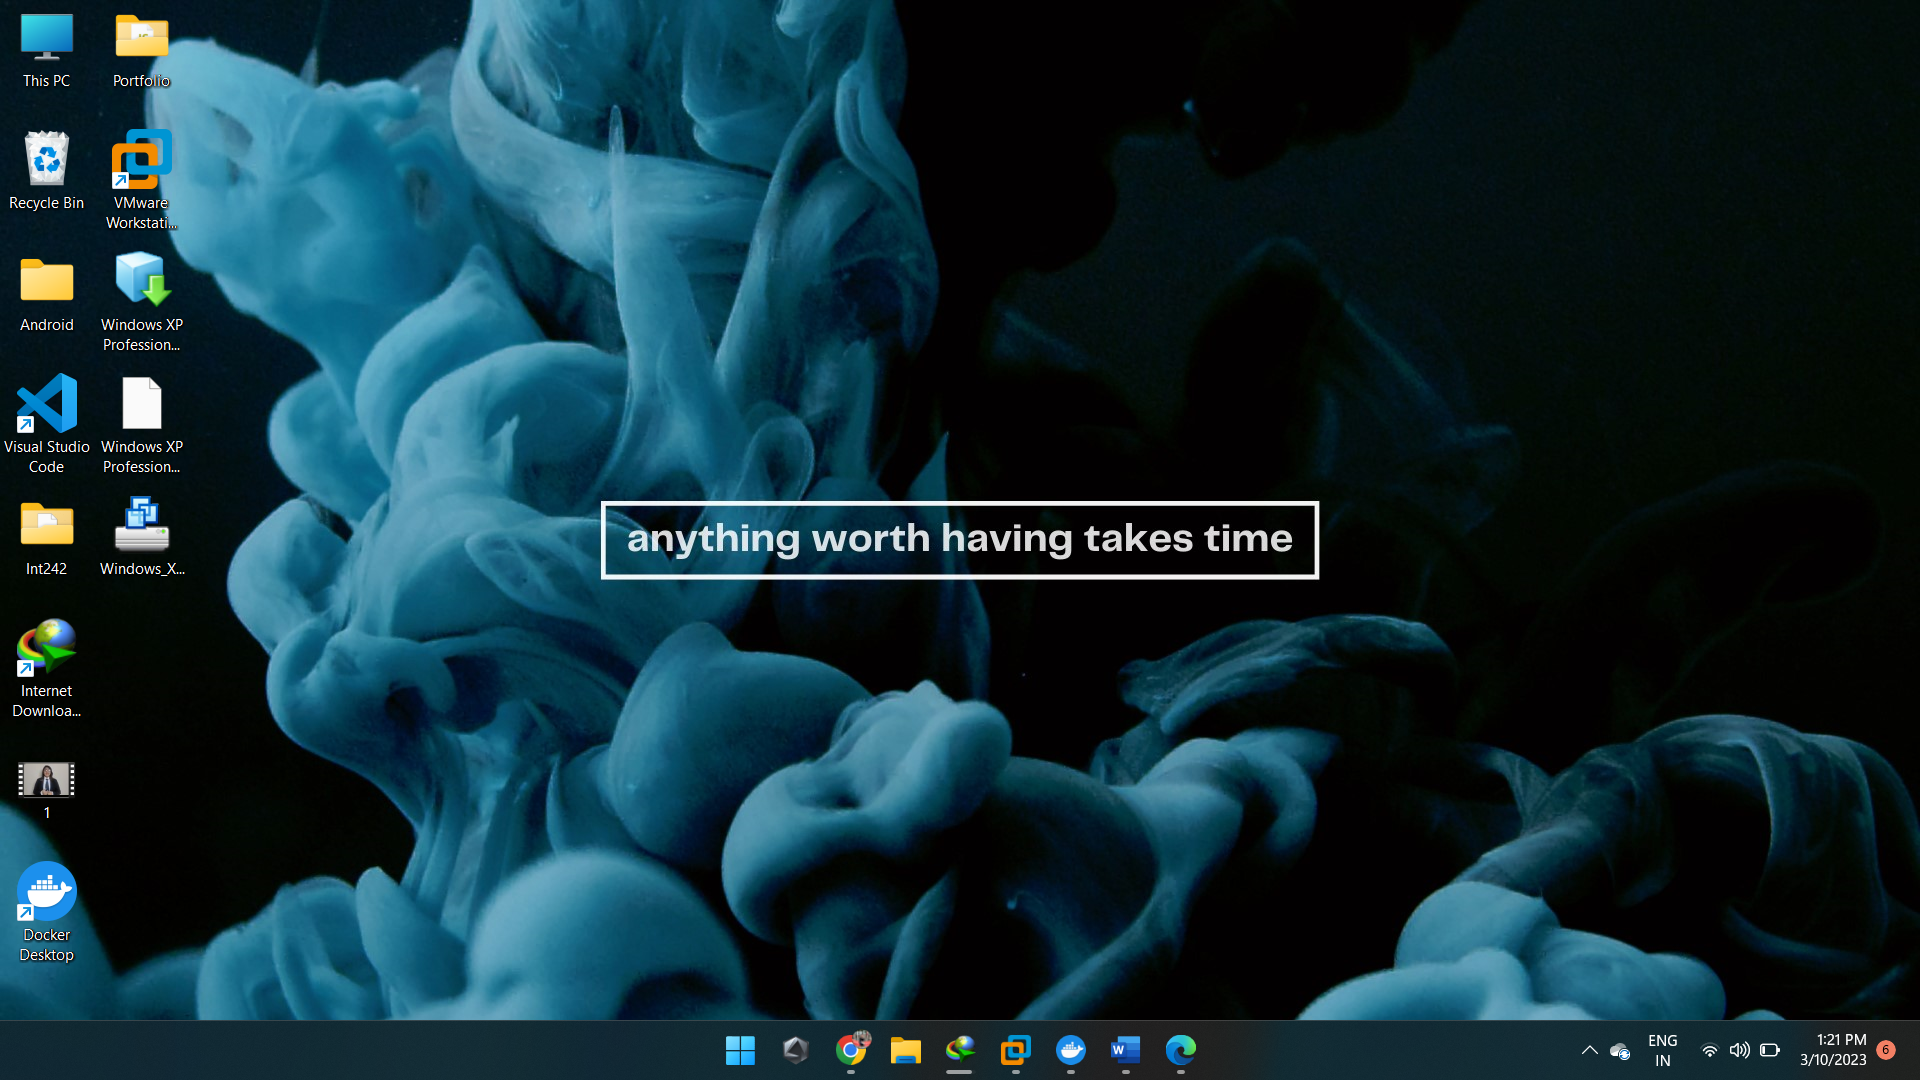 This PC
Portfolio
Recycle Bin
VMware
Workstati...
Android
Windows XP
Profession...
Visual Studio
Code
Windows XP
Profession...
Int242
Windows_X...
Internet
Downloa...
1
Docker
Desktop
anything worth having takes time
ENG
IN
1:21 PM
3/10/2023
6